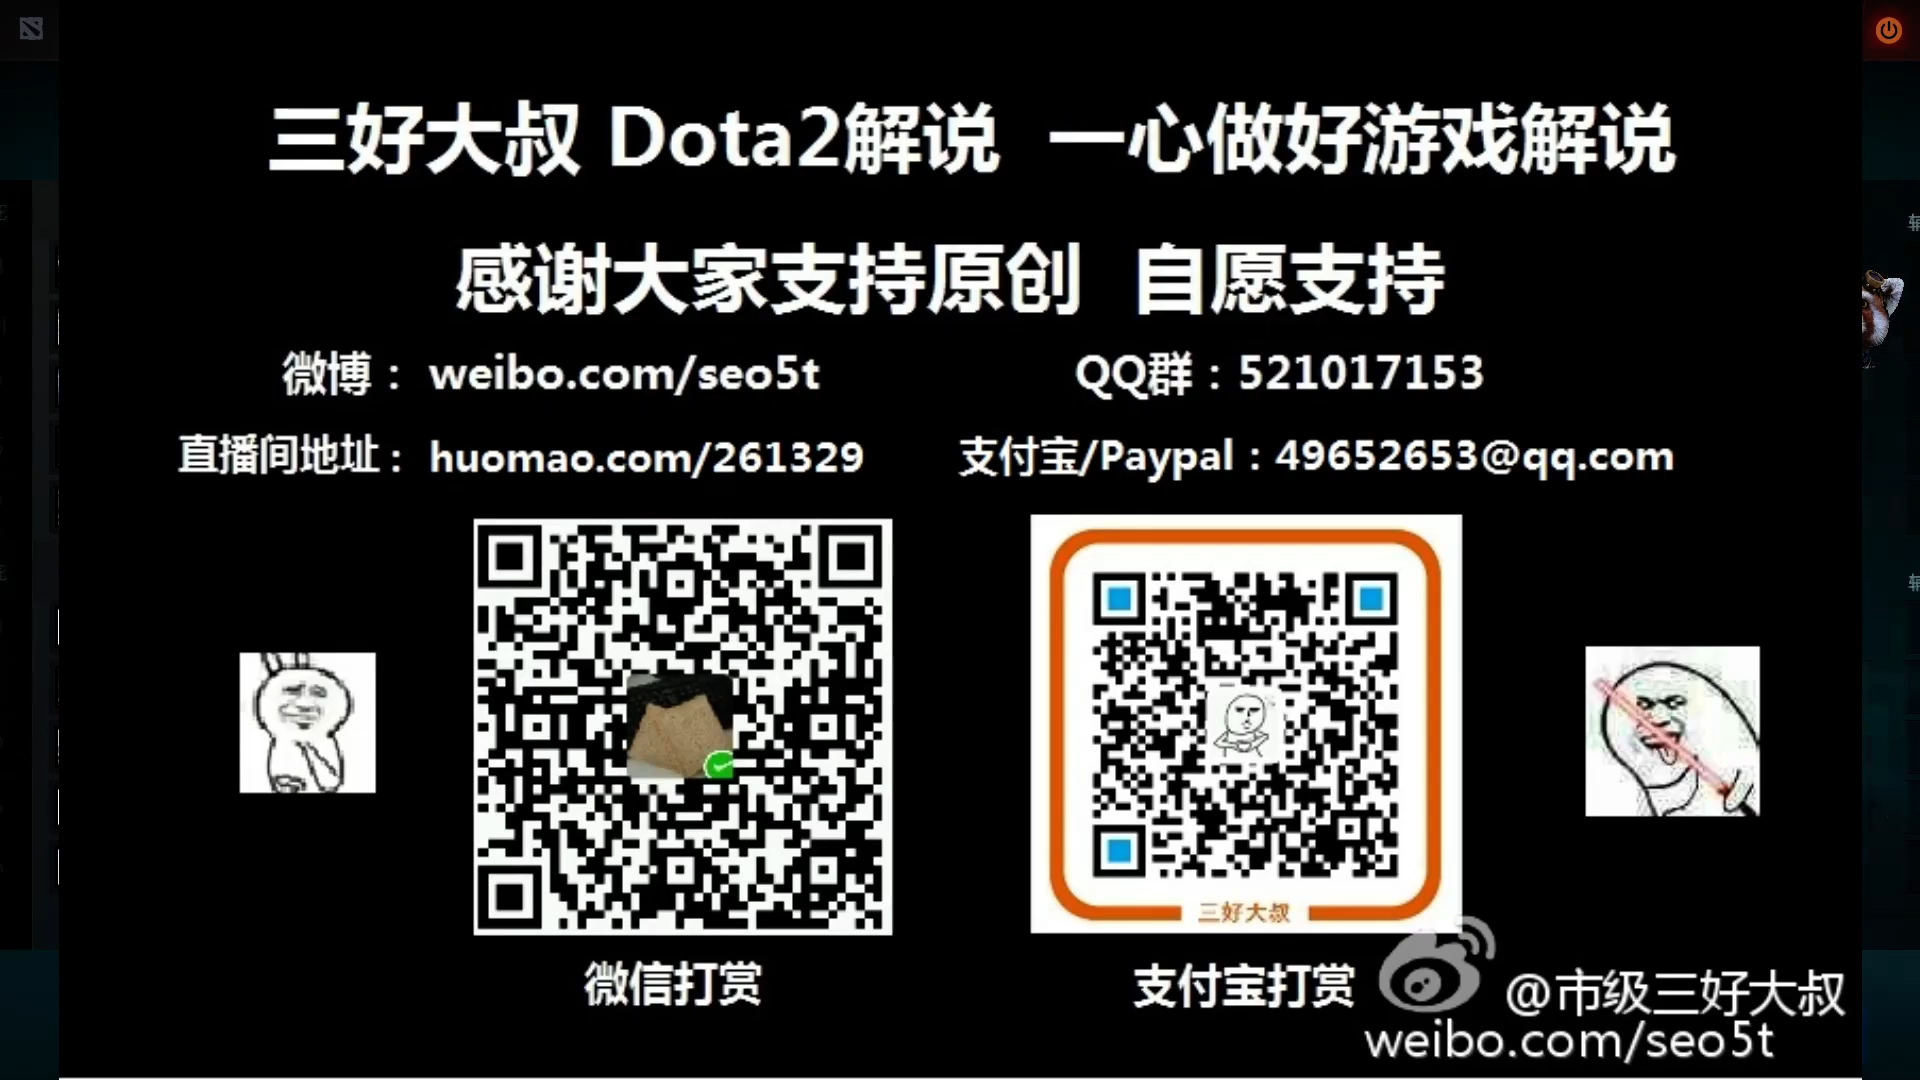 三好大叔 Dota2解说 一心做好游戏解说
感谢大家支持原创 自愿支持
微博： weibo.com/seo5t
QQ群：521017153
直播间地址： huomao.com/261329
支付宝/Paypal：49652653@qq.com
三好大叔
微信打赏
支付宝打赏
@市级三好大叔
weibo.com/seo5t